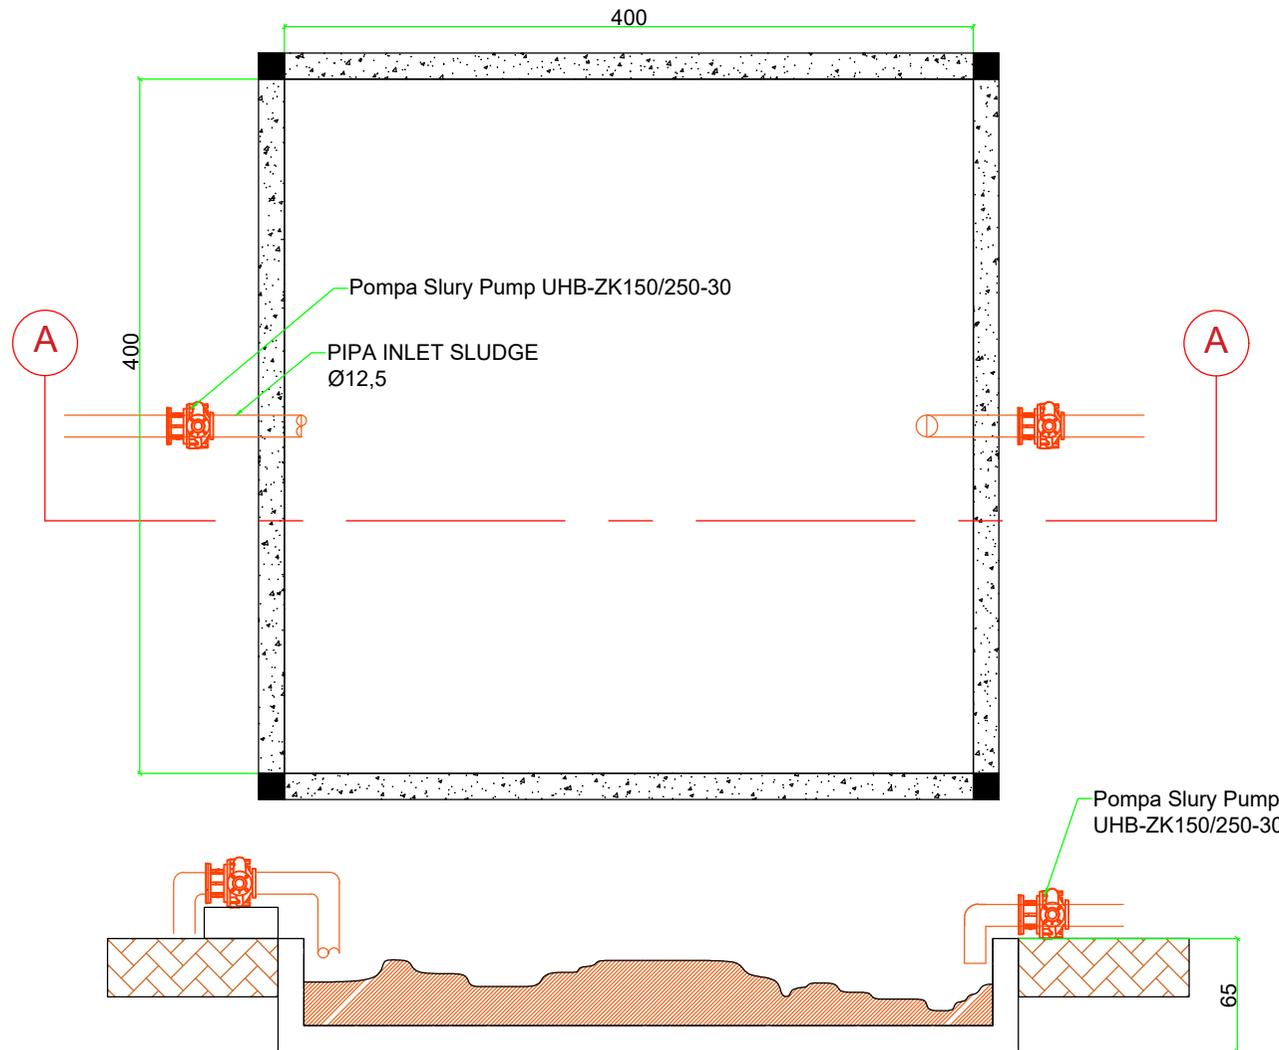 400
Pompa Slury Pump UHB-ZK150/250-30
A
A
400
PIPA INLET SLUDGE
Ø12,5
Pompa Slury Pump
UHB-ZK150/250-30
65